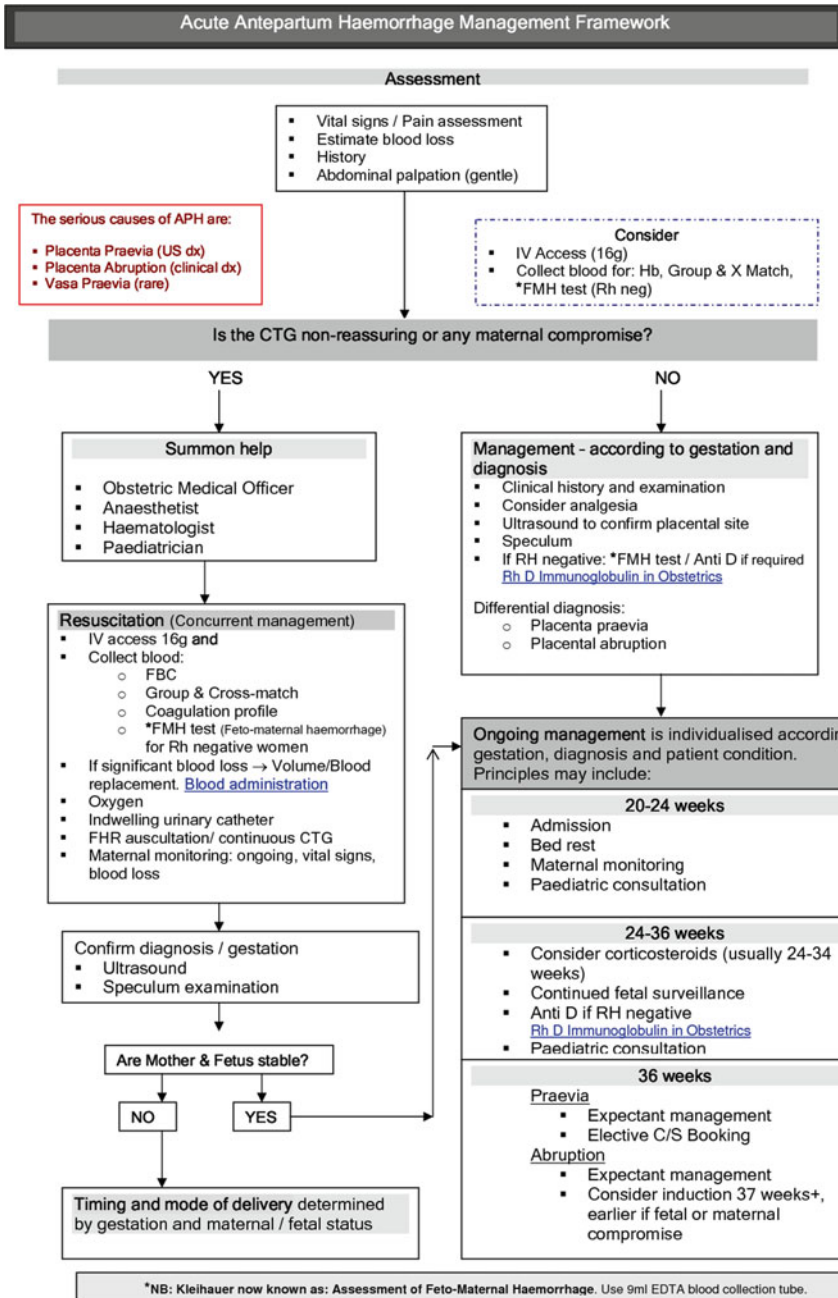 Acute Antepartum Haemorrhage Management Framework
Assessment
▪ Vital signs / Pain assessment
▪ Estimate blood loss
▪ History
▪ Abdominal palpation (gentle)
The serious causes of APH are:
▪ Placenta Praevia (US dx)
▪ Placenta Abruption (clinical dx)
▪ Vasa Praevia (rare)
Consider
▪ IV Access (16g)
▪ Collect blood for: Hb, Group & X Match,
*FMH test (Rh neg)
Is the CTG non-reassuring or any maternal compromise?
YES
NO
Summon help
▪ Obstetric Medical Officer
▪ Anaesthetist
▪ Haematologist
▪ Paediatrician
Resuscitation (Concurrent management)
▪ IV access 16g and
▪ Collect blood:
o FBC
o Group & Cross-match
o Coagulation profile
o *FMH test (Feto-maternal haemorrhage)
for Rh negative women
▪ If significant blood loss → Volume/Blood
replacement. Blood administration
▪ Oxygen
▪ Indwelling urinary catheter
▪ FHR auscultation/ continuous CTG
▪ Maternal monitoring: ongoing, vital signs,
blood loss
Confirm diagnosis / gestation
▪ Ultrasound
▪ Speculum examination
Are Mother & Fetus stable?
NO
YES
Timing and mode of delivery determined
by gestation and maternal / fetal status
Management - according to gestation and
diagnosis
▪ Clinical history and examination
▪ Consider analgesia
▪ Ultrasound to confirm placental site
▪ Speculum
▪ If RH negative: *FMH test / Anti D if required
Rh D Immunoglobulin in Obstetrics
Differential diagnosis:
o Placenta praevia
o Placental abruption
Ongoing management is individualised accordin
gestation, diagnosis and patient condition.
Principles may include:
20-24 weeks
▪ Admission
▪ Bed rest
▪ Maternal monitoring
▪ Paediatric consultation
24-36 weeks
▪ Consider corticosteroids (usually 24-34
weeks)
▪ Continued fetal surveillance
▪ Anti D if RH negative
Rh D Immunoglobulin in Obstetrics
▪ Paediatric consultation
36 weeks
Praevia
▪ Expectant management
▪ Elective C/S Booking
Abruption
▪ Expectant management
▪ Consider induction 37 weeks+,
earlier if fetal or maternal
compromise
*NB: Kleihauer now known as: Assessment of Feto-Maternal Haemorrhage. Use 9ml EDTA blood collection tube.